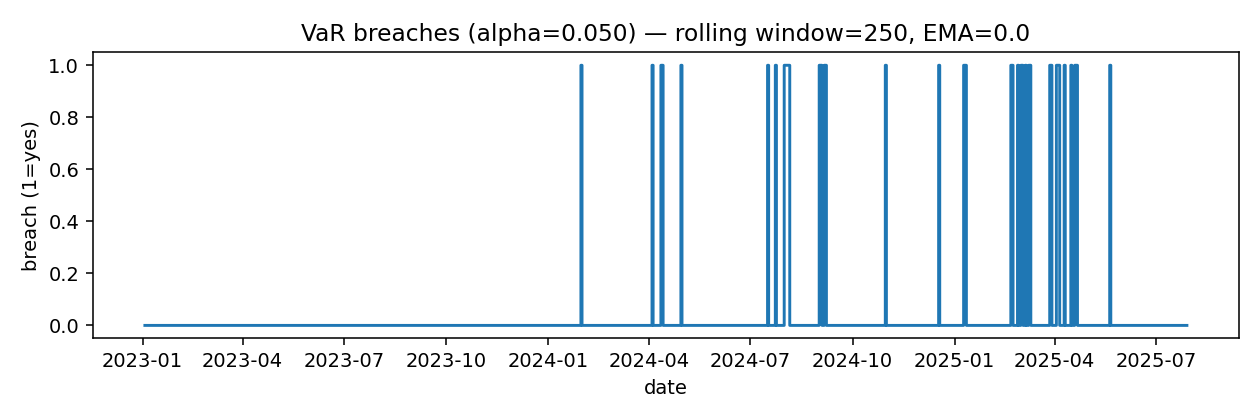 VaR breaches (alpha=0.050) — rolling window=250, EMA=0.0
breach (1=yes)
1.0
0.8
0.6
0.4
0.2
0.0
2023-01 2023-04 2023-07 2023-10 2024-01 2024-04 2024-07 2024-10 2025-01 2025-04 2025-07
date